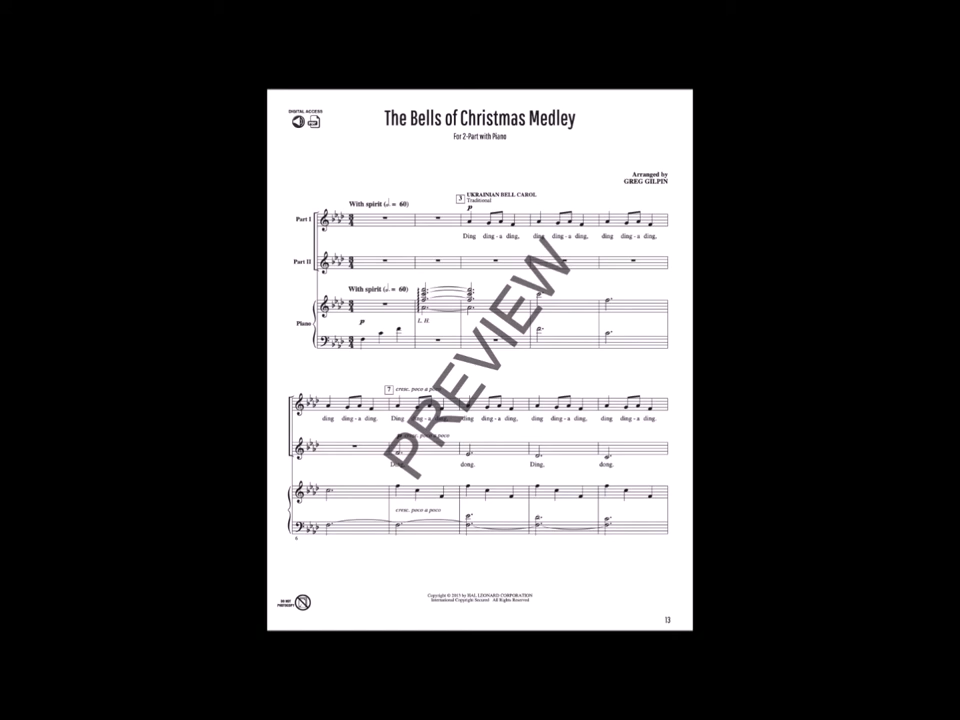 DIGITAL ACCESS
The Bells of Christmas Medley
For 2-Part with Piano
Arranged by
GREG GILPIN
With spirit (𝅗𝅥. = 60)
3
UKRAINIAN BELL CAROL
Traditional
p
Part I
Ding ding - a ding, ding ding - a ding, ding ding - a ding,
Part II
With spirit (𝅗𝅥. = 60)
Piano
p
L. H.
PREVIEW
7
cresc. poco a poco
ding ding - a ding. Ding ding - a ding, ding ding - a ding, ding ding - a ding, ding ding - a ding.
cresc. poco a poco
Ding, dong. Ding, dong.
cresc. poco a poco
6
DO NOT
PHOTOCOPY
Copyright © 2015 by HAL LEONARD CORPORATION
International Copyright Secured All Rights Reserved
13